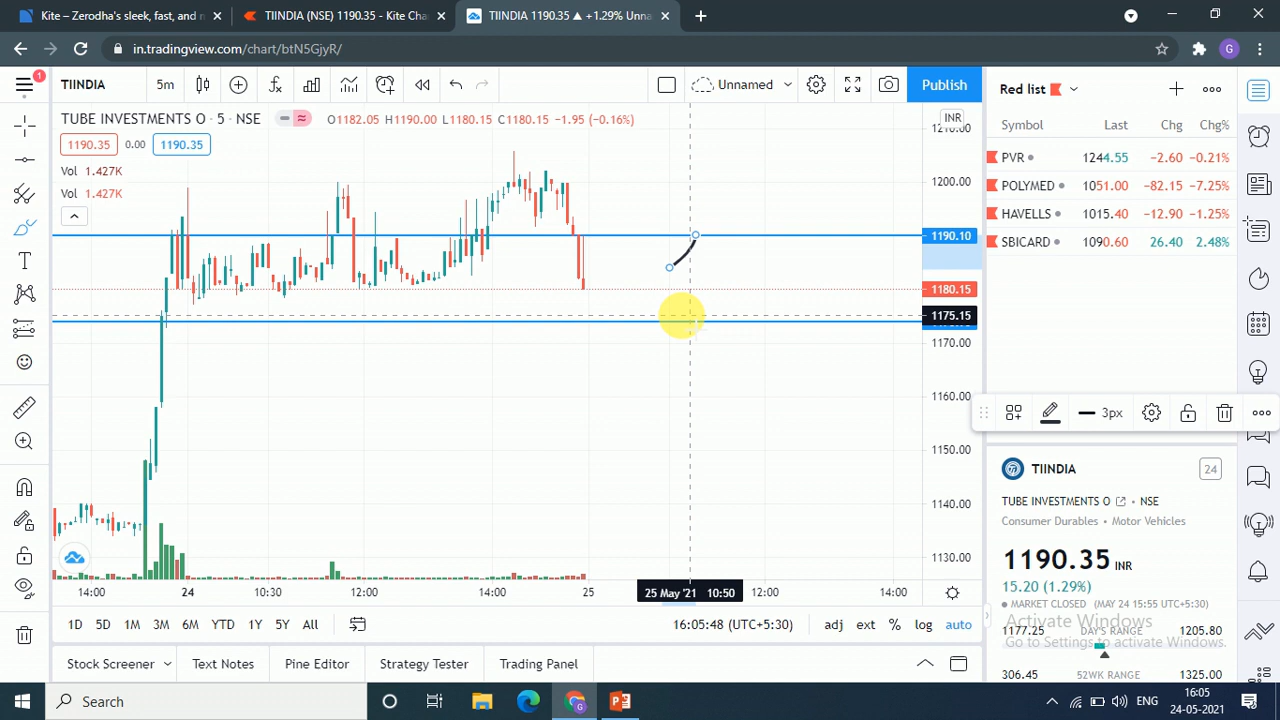 Kite – Zerodha's sleek, fast, and n
TIINDIA (NSE) 1190.35 - Kite Cha
TIINDIA 1190.35 ▲ +1.29% Unna
in.tradingview.com/chart/btN5GjyR/
G
1
TIINDIA
5m
Unnamed
Publish
Red list
TUBE INVESTMENTS O · 5 · NSE
O1182.05 H1190.00 L1180.15 C1180.15 -1.95 (-0.16%)
INR
1190.35 0.00 1190.35
Vol 1.427K
Vol 1.427K
1200.00
1190.10
1180.15
1175.15
1170.00
1160.00
1150.00
1140.00
1130.00
14:00 24 10:30 12:00 14:00 25 25 May '21 10:50 12:00 14:00
1D 5D 1M 3M 6M YTD 1Y 5Y All
16:05:48 (UTC+5:30) adj ext % log auto
Stock Screener Text Notes Pine Editor Strategy Tester Trading Panel
Symbol Last Chg Chg%
PVR 1244.55 -2.60 -0.21%
POLYMED 1051.00 -82.15 -7.25%
HAVELLS 1015.40 -12.90 -1.25%
SBICARD 1090.60 26.40 2.48%
3px
TIINDIA 24
TUBE INVESTMENTS O • NSE
Consumer Durables • Motor Vehicles
1190.35 INR
15.20 (1.29%)
MARKET CLOSED (MAY 24 15:55 UTC+5:30)
Activate Windows
1177.25 DAY'S RANGE 1205.80
Go to Settings to activate Windows.
306.45 52WK RANGE 1325.00
Search
ENG
16:05
24-05-2021